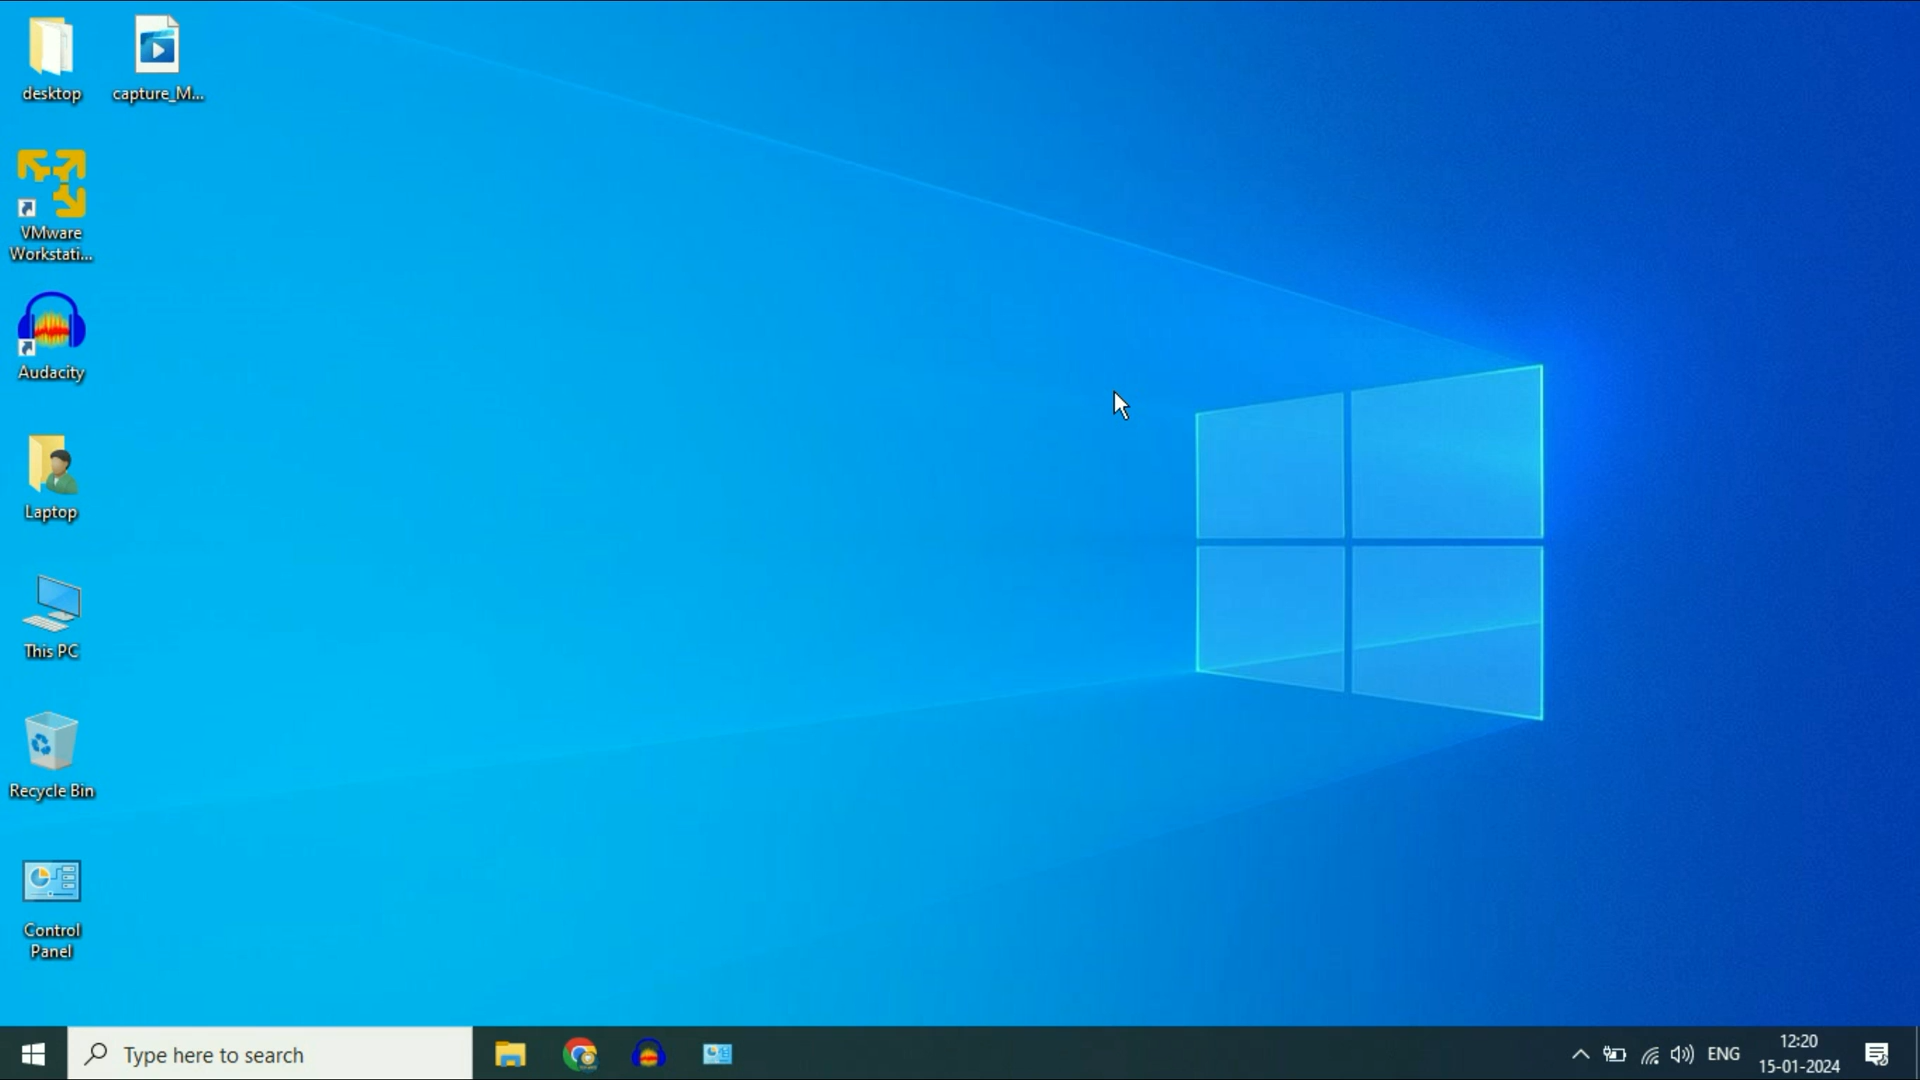 desktop
capture_M...
VMware
Workstati...
Audacity
Laptop
This PC
Recycle Bin
Control
Panel
Type here to search
ENG
12:20
15-01-2024